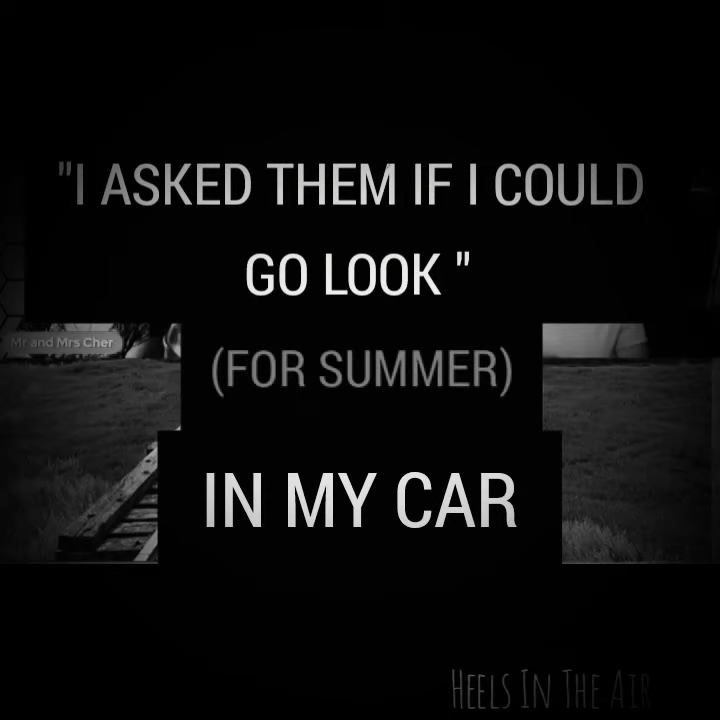 "I ASKED THEM IF I COULD
GO LOOK "
Mr and Mrs Cher
(FOR SUMMER)
IN MY CAR
HEELS IN THE AIR